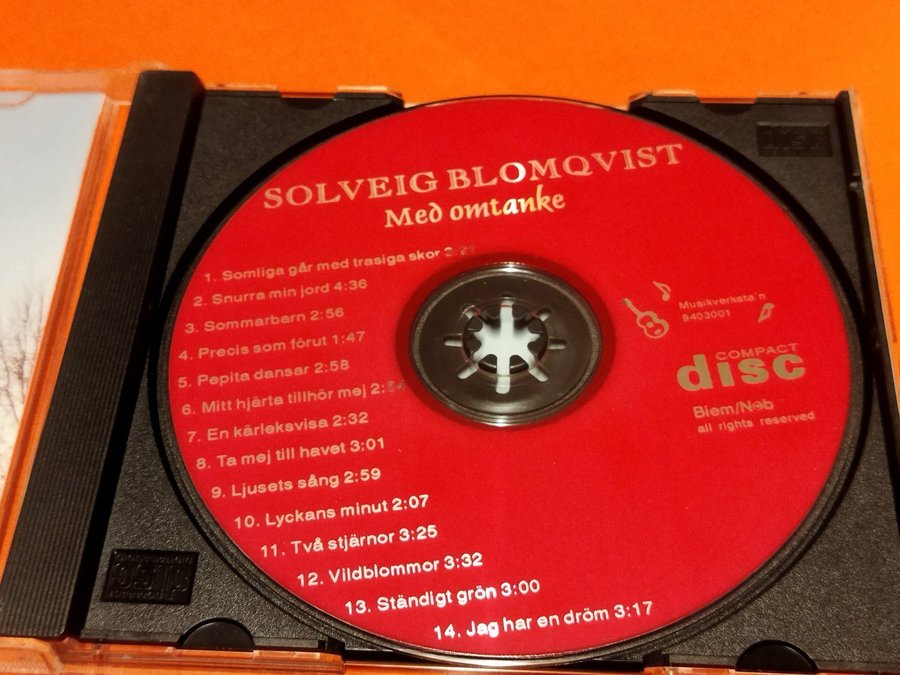 SOLVEIG BLOMQVIST
Med omtanke
1. Somliga går med trasiga skor
2. Snurra min jord 4:36
3. Sommarbarn 2:56
4. Precis som förut 1:47
5. Pepita dansar 2:58
6. Mitt hjärta tillhör mej
7. En kärleksvisa 2:32
8. Ta mej till havet 3:01
9. Ljusets sång 2:59
10. Lyckans minut 2:07
11. Två stjärnor 3:25
12. Vildblommor 3:32
13. Ständigt grön 3:00
14. Jag har en dröm 3:17
Musikverksta'n
9403001
COMPACT
disc
Biem/Ncb
all rights reserved